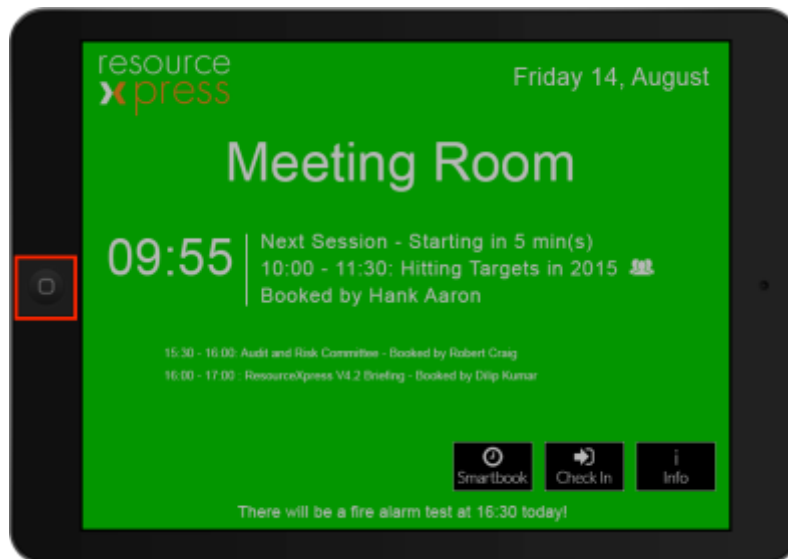 resource
xpress
Friday 14, August
Meeting Room
09:55
Next Session - Starting in 5 min(s)
10:00 - 11:30: Hitting Targets in 2015
Booked by Hank Aaron
15:30 - 16:00: Audit and Risk Committee - Booked by Robert Craig
16:00 - 17:00 : ResourceXpress V4.2 Briefing - Booked by Dilip Kumar
Smartbook
Check In
i
Info
There will be a fire alarm test at 16:30 today!